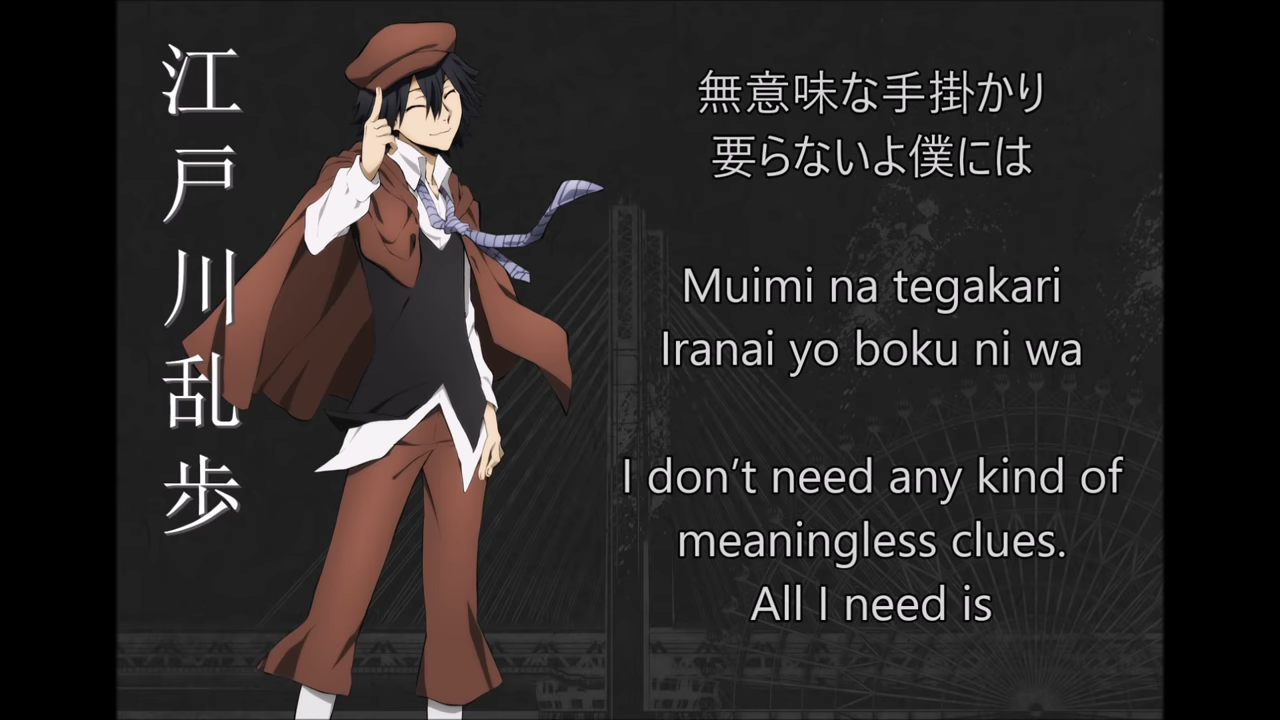 江戸川乱歩
無意味な手掛かり
要らないよ僕には
Muimi na tegakari
Iranai yo boku ni wa
I don’t need any kind of
meaningless clues.
All I need is